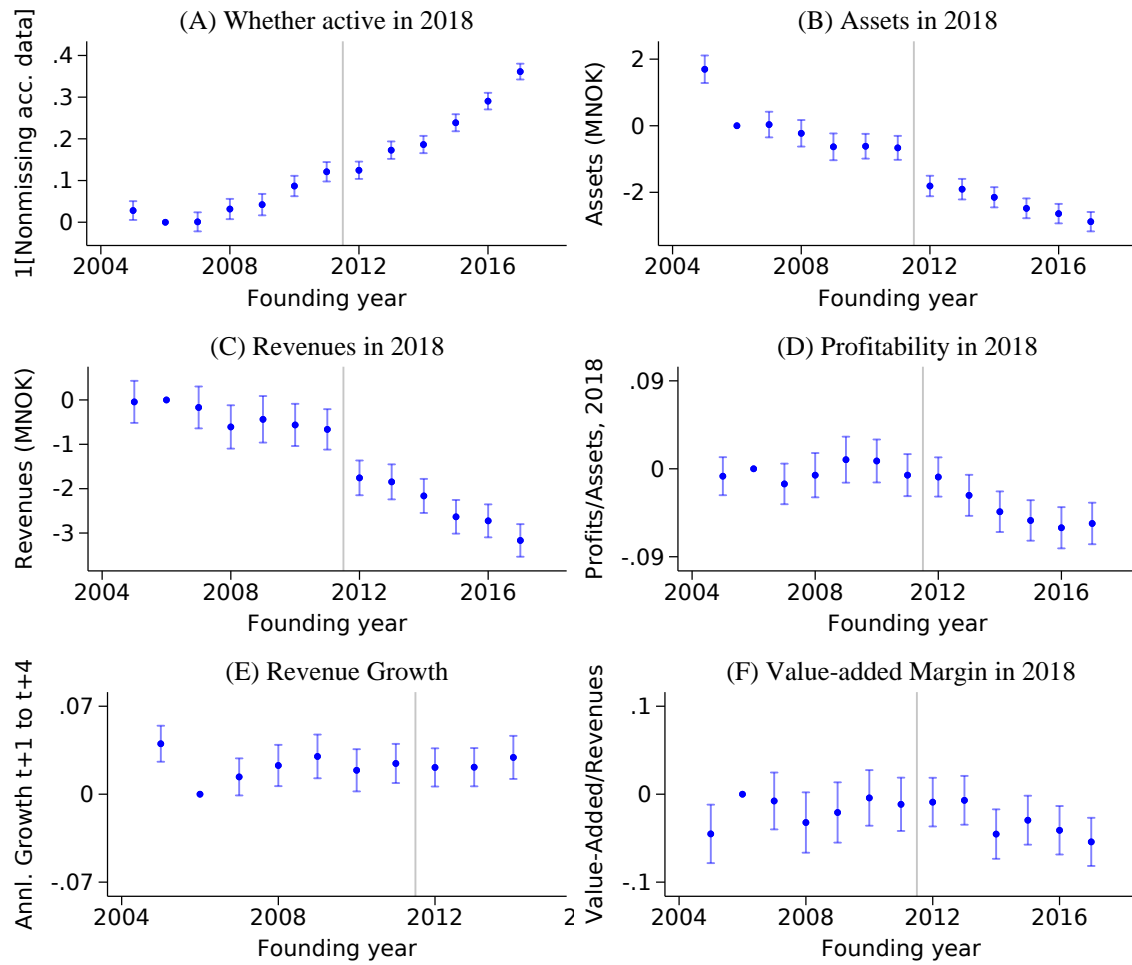 (A) Whether active in 2018
1[Nonmissing acc. data]
.4
.3
.2
.1
0
2004 2008 2012 2016
Founding year
(B) Assets in 2018
Assets (MNOK)
2
0
-2
2004 2008 2012 2016
Founding year
(C) Revenues in 2018
Revenues (MNOK)
0
-1
-2
-3
2004 2008 2012 2016
Founding year
(D) Profitability in 2018
Profits/Assets, 2018
.09
0
-.09
2004 2008 2012 2016
Founding year
(E) Revenue Growth
Annl. Growth t+1 to t+4
.07
0
-.07
2004 2008 2012 2
Founding year
(F) Value-added Margin in 2018
Value-Added/Revenues
.1
0
-.1
2004 2008 2012 2016
Founding year